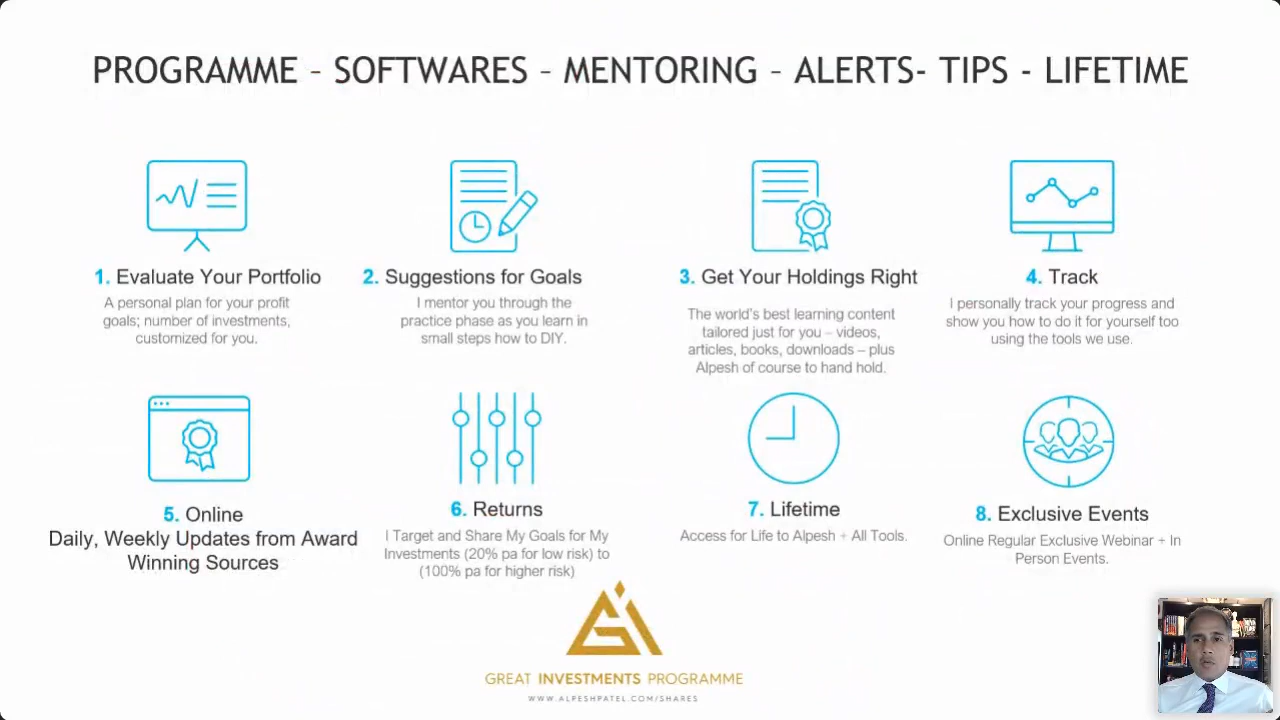 PROGRAMME – SOFTWARES – MENTORING – ALERTS- TIPS - LIFETIME
1. Evaluate Your Portfolio
A personal plan for your profit
goals; number of investments,
customized for you.
2. Suggestions for Goals
I mentor you through the
practice phase as you learn in
small steps how to DIY.
3. Get Your Holdings Right
The world's best learning content
tailored just for you – videos,
articles, books, downloads – plus
Alpesh of course to hand hold.
4. Track
I personally track your progress and
show you how to do it for yourself too
using the tools we use.
5. Online
Daily, Weekly Updates from Award
Winning Sources
6. Returns
I Target and Share My Goals for My
Investments (20% pa for low risk) to
(100% pa for higher risk)
7. Lifetime
Access for Life to Alpesh + All Tools.
8. Exclusive Events
Online Regular Exclusive Webinar + In
Person Events.
GREAT INVESTMENTS PROGRAMME
WWW.ALPESHPATEL.COM/SHARES